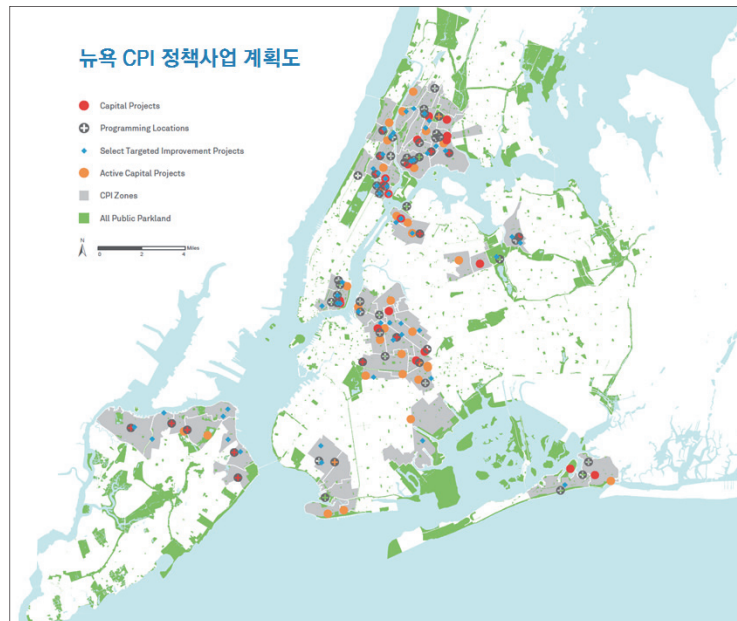 뉴욕 CPI 정책사업 계획도
Capital Projects
Programming Locations
Select Targeted Improvement Projects
Active Capital Projects
CPI Zones
All Public Parkland
N
Miles
0 2 4